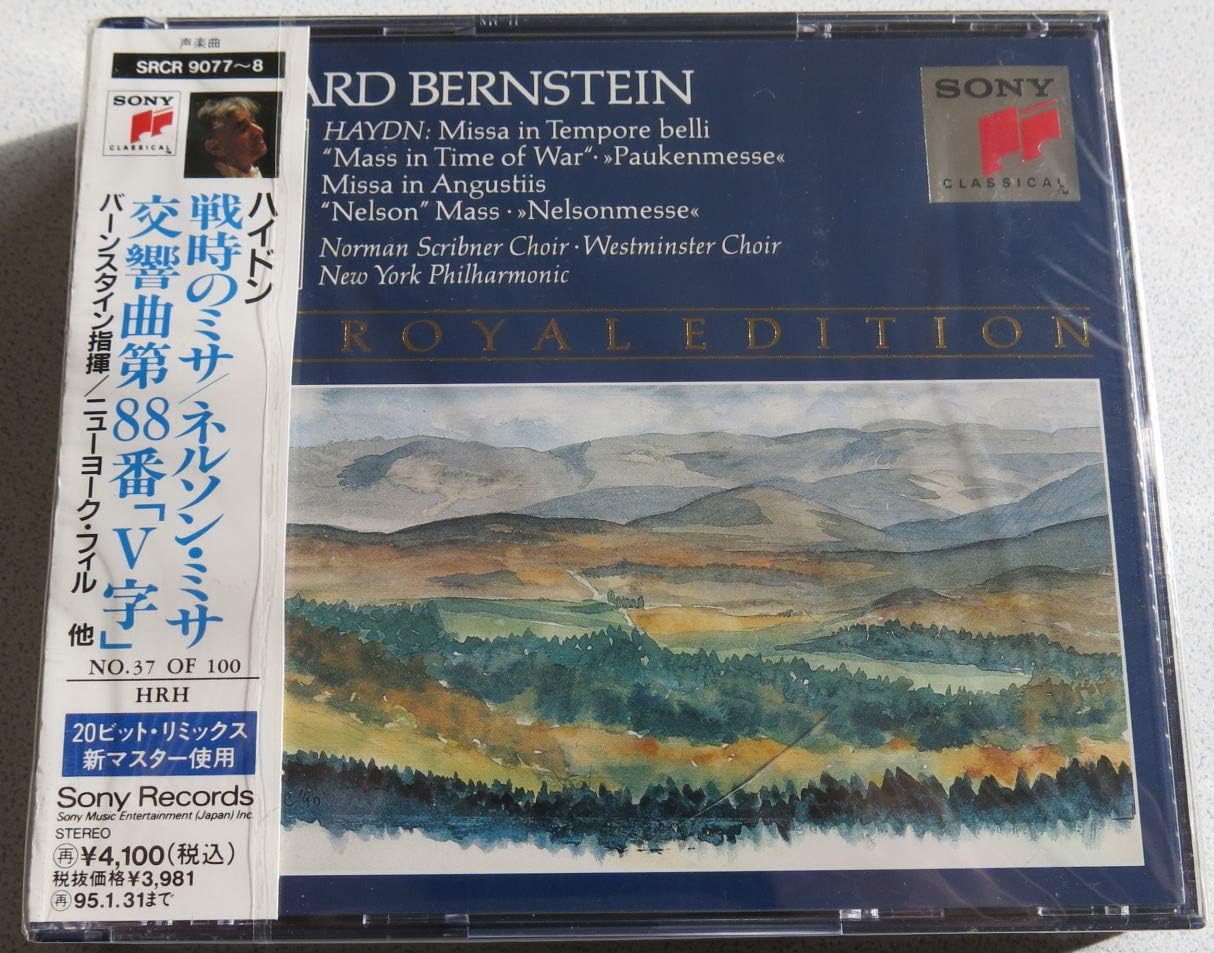 声楽曲
SRCR 9077〜8
SONY
CLASSICAL
ハイドン
戦時のミサ/ネルソン・ミサ
交響曲第88番「V字」
バーンスタイン指揮/ニューヨーク・フィル 他
NO.37 OF 100
HRH
20ビット・リミックス
新マスター使用
Sony Records
Sony Music Entertainment (Japan) Inc.
STEREO
再 ¥4,100(税込)
税抜価格¥3,981
再 95.1.31まで
ARD BERNSTEIN
HAYDN: Missa in Tempore belli
“Mass in Time of War“·»Paukenmesse«
Missa in Angustiis
“Nelson” Mass·»Nelsonmesse«
Norman Scribner Choir·Westminster Choir
New York Philharmonic
SONY
CLASSICAL
ROYAL EDITION